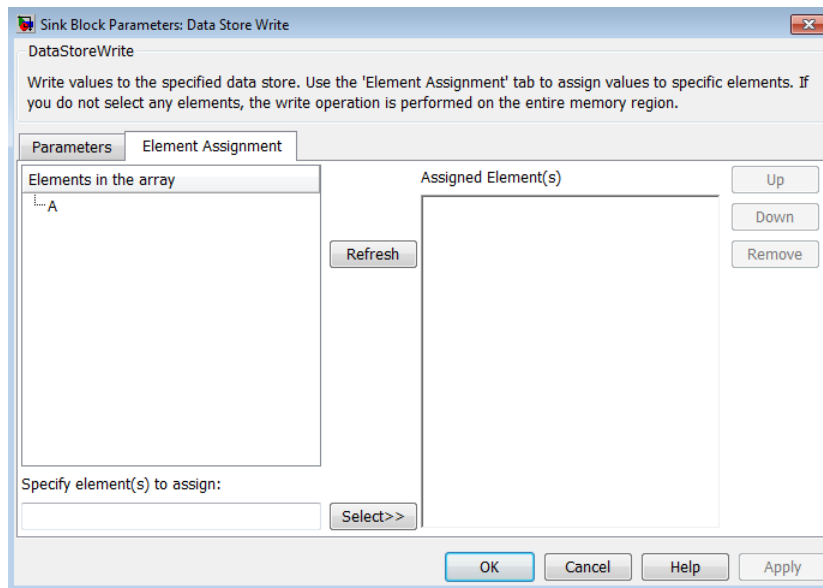 Sink Block Parameters: Data Store Write
DataStoreWrite
Write values to the specified data store. Use the 'Element Assignment' tab to assign values to specific elements. If
you do not select any elements, the write operation is performed on the entire memory region.
Parameters
Element Assignment
Elements in the array
A
Refresh
Assigned Element(s)
Up
Down
Remove
Specify element(s) to assign:
Select>>
OK
Cancel
Help
Apply